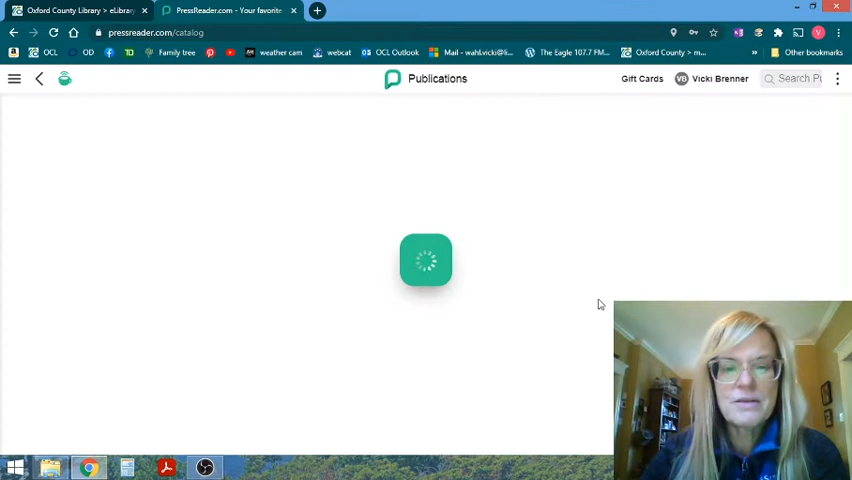 Oxford County Library > eLibrary
PressReader.com - Your favorite
pressreader.com/catalog
OCL
OD
TD
Family tree
weather cam
webcat
OCL Outlook
Mail - wahl.vicki@li...
The Eagle 107.7 FM...
Oxford County > m...
»
Other bookmarks
V
Publications
Gift Cards
VB
Vicki Brenner
Search Pu